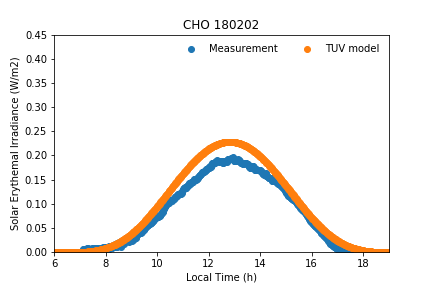 CHO 180202
Measurement TUV model
Solar Erythemal Irradiance (W/m2)
0.45
0.40
0.35
0.30
0.25
0.20
0.15
0.10
0.05
0.00
6 8 10 12 14 16 18
Local Time (h)